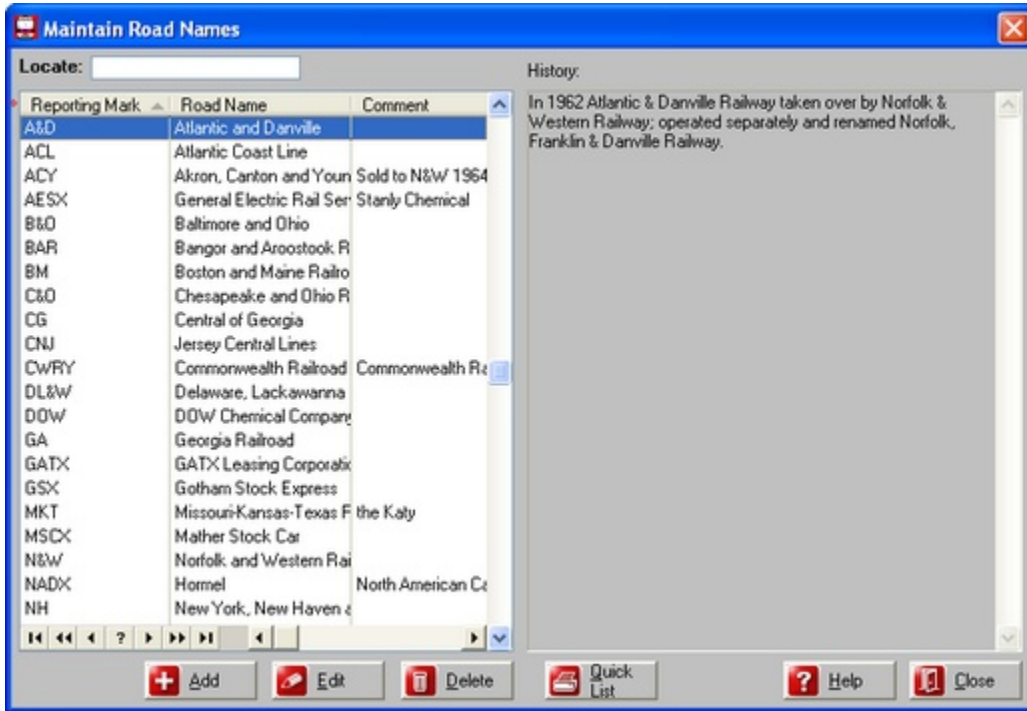 Maintain Road Names
Locate:
History:
Reporting Mark Road Name Comment
A&D Atlantic and Danville
ACL Atlantic Coast Line
ACY Akron, Canton and Youn Sold to N&W 1964
AESX General Electric Rail Ser Stanly Chemical
B&O Baltimore and Ohio
BAR Bangor and Aroostook R
BM Boston and Maine Railro
C&O Chesapeake and Ohio R
CG Central of Georgia
CNJ Jersey Central Lines
CWRY Commonwealth Railroad Commonwealth Ra
DL&W Delaware, Lackawanna
DOW DOW Chemical Company
GA Georgia Railroad
GATX GATX Leasing Corporatic
GSX Gotham Stock Express
MKT Missouri-Kansas-Texas F the Katy
MSCX Mather Stock Car
N&W Norfolk and Western Rai
NADX Hormel North American Ca
NH New York, New Haven a
In 1962 Atlantic & Danville Railway taken over by Norfolk &
Western Railway; operated separately and renamed Norfolk,
Franklin & Danville Railway.
?
Add Edit Delete Quick List ? Help Close